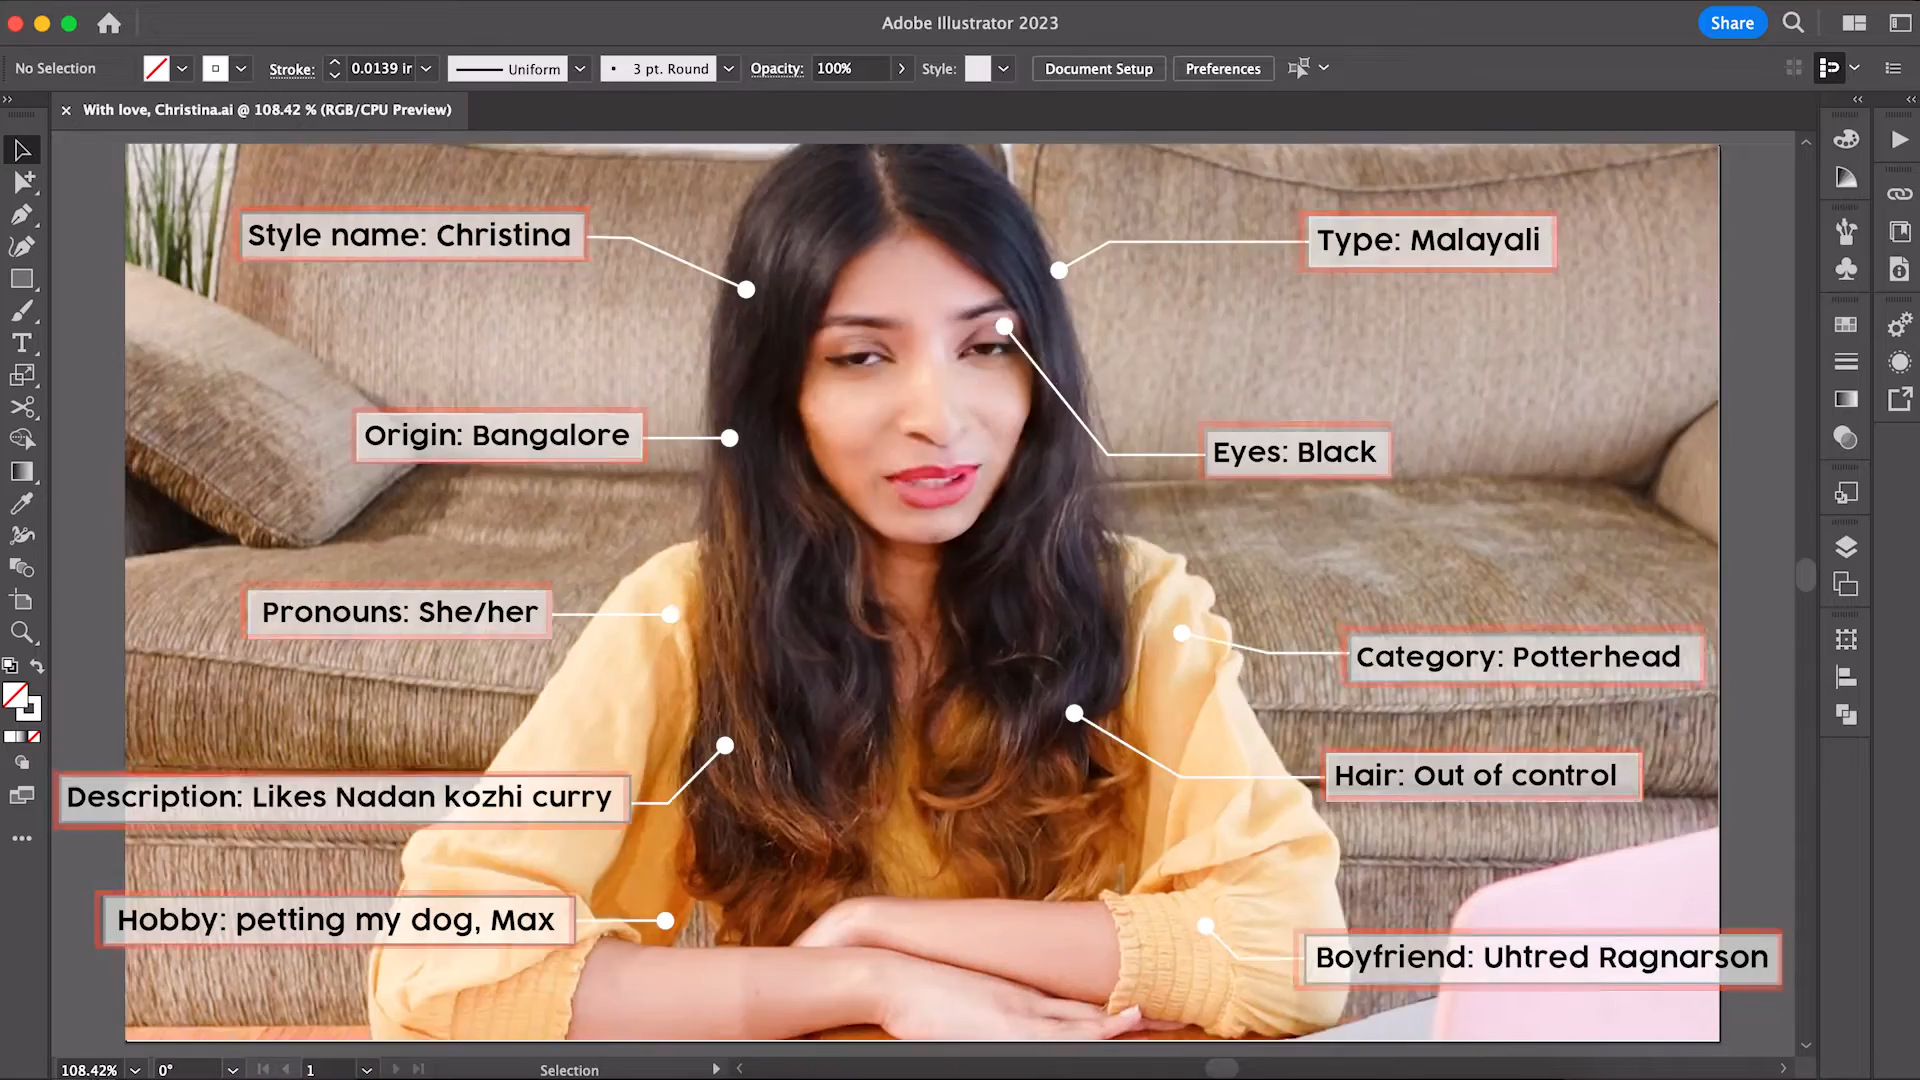 Adobe Illustrator 2023
Share
No Selection
Stroke:
0.0139 ir
Uniform
3 pt. Round
Opacity:
100%
Style:
Document Setup
Preferences
With love, Christina.ai @ 108.42 % (RGB/CPU Preview)
Style name: Christina
Type: Malayali
Origin: Bangalore
Eyes: Black
Pronouns: She/her
Category: Potterhead
Hair: Out of control
Description: Likes Nadan kozhi curry
Hobby: petting my dog, Max
Boyfriend: Uhtred Ragnarson
108.42%
0°
1
Selection